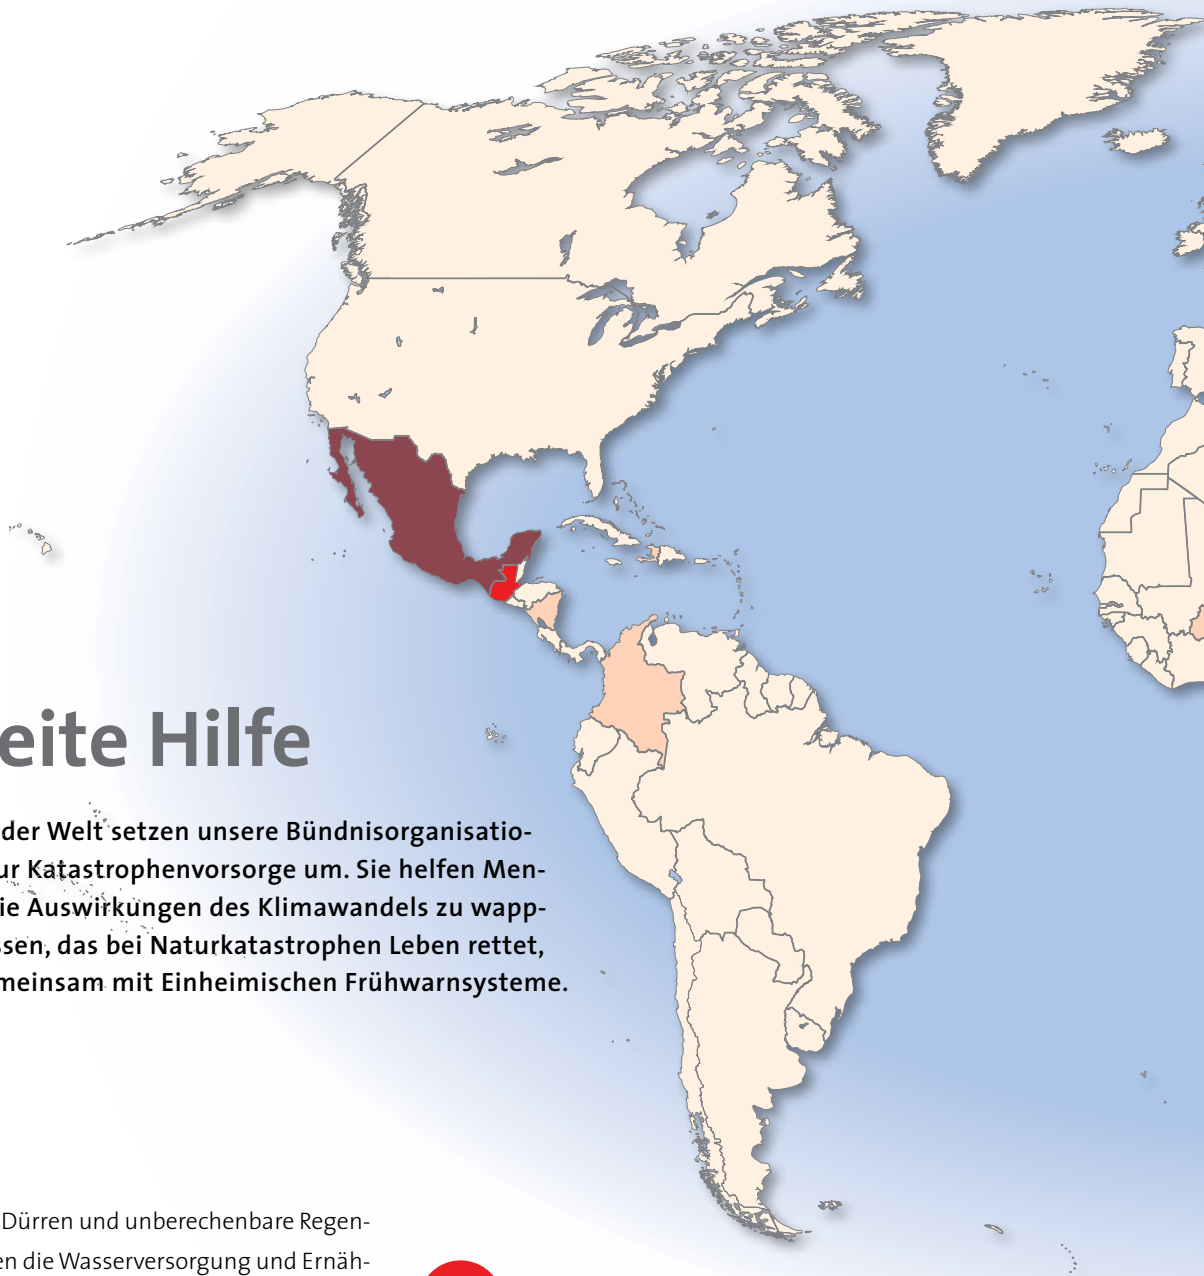 eite Hilfe
der Welt setzen unsere Bündnisorganisatio-
ur Katastrophenvorsorge um. Sie helfen Men-
ie Auswirkungen des Klimawandels zu wapp-
ssen, das bei Naturkatastrophen Leben rettet,
meinsam mit Einheimischen Frühwarnsysteme.
Dürren und unberechenbare Regen-
en die Wasserversorgung und Ernäh-